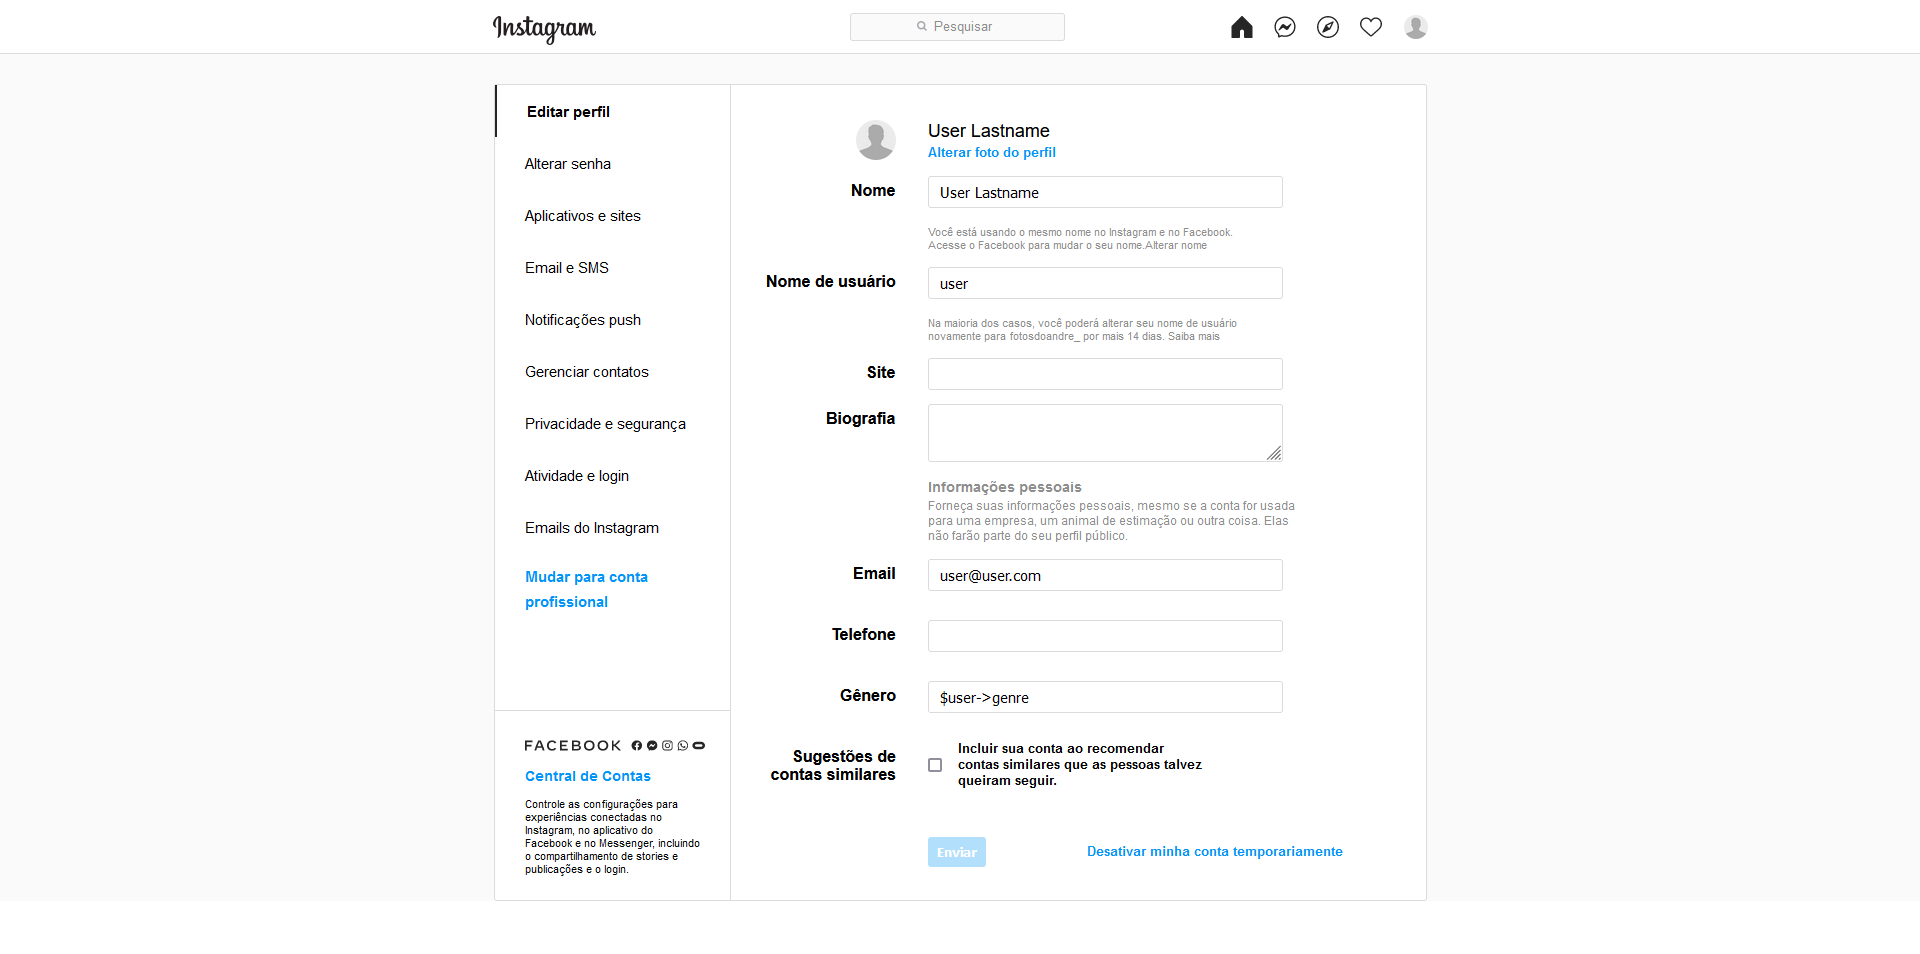 Instagram
Pesquisar
Editar perfil
Alterar senha
Aplicativos e sites
Email e SMS
Notificações push
Gerenciar contatos
Privacidade e segurança
Atividade e login
Emails do Instagram
Mudar para conta
profissional
FACEBOOK
Central de Contas
Controle as configurações para
experiências conectadas no
Instagram, no aplicativo do
Facebook e no Messenger, incluindo
o compartilhamento de stories e
publicações e o login.
User Lastname
Alterar foto do perfil
Nome
User Lastname
Você está usando o mesmo nome no Instagram e no Facebook.
Acesse o Facebook para mudar o seu nome.Alterar nome
Nome de usuário
user
Na maioria dos casos, você poderá alterar seu nome de usuário
novamente para fotosdoandre_ por mais 14 dias. Saiba mais
Site
Biografia
Informações pessoais
Forneça suas informações pessoais, mesmo se a conta for usada
para uma empresa, um animal de estimação ou outra coisa. Elas
não farão parte do seu perfil público.
Email
user@user.com
Telefone
Gênero
$user->genre
Sugestões de
contas similares
Incluir sua conta ao recomendar
contas similares que as pessoas talvez
queiram seguir.
Enviar
Desativar minha conta temporariamente